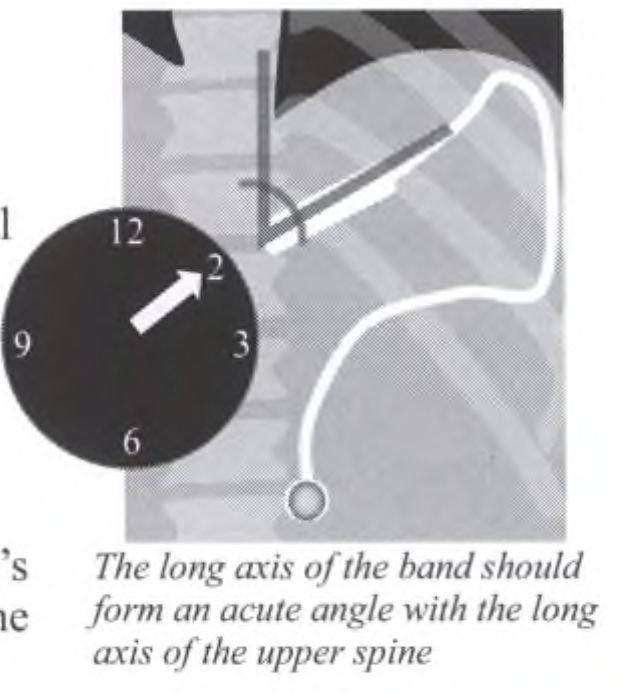 l
12
2
9
3
6
's
The long axis of the band should
ne
form an acute angle with the long
axis of the upper spine